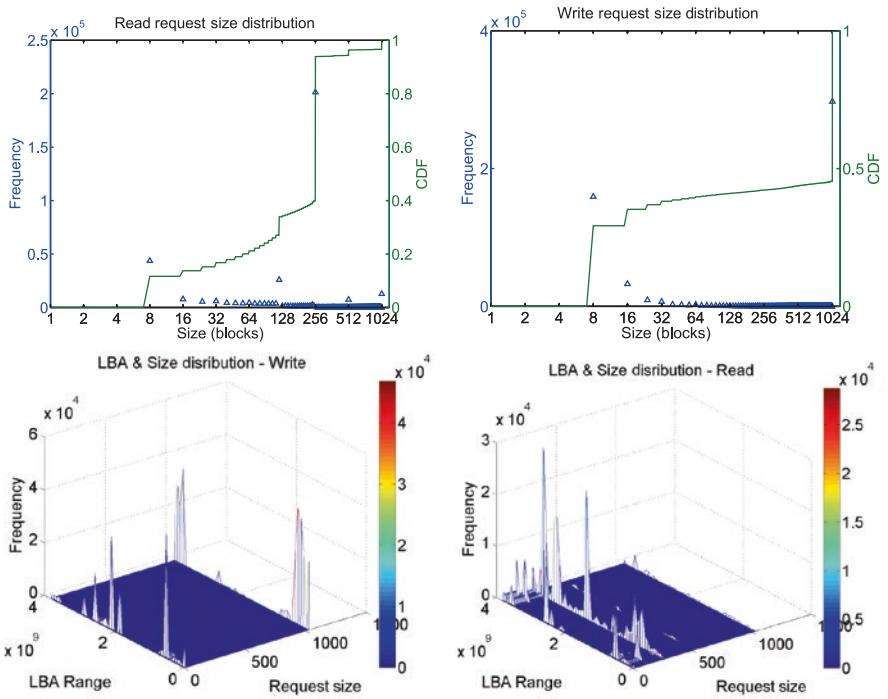 Read request size distribution
x 10^5
2.5
2
1.5
1
0.5
0
Frequency
1
0.8
0.6
0.4
0.2
0
CDF
1 2 4 8 16 32 64 128 256 512 1024
Size (blocks)
Write request size distribution
x 10^5
4
2
0
Frequency
1
0.5
0
CDF
1 2 4 8 16 32 64 128 256 512 1024
Size (blocks)
LBA & Size disribution - Write
x 10^4
6
4
2
0
Frequency
4
2
0
x 10^9
LBA Range
0
500
1000
Request size
x 10^4
4
3
2
1
0
LBA & Size disribution - Read
x 10^4
3
2
1
0
Frequency
4
2
0
x 10^9
LBA Range
0
500
1000
Request size
x 10^4
2.5
2
1.5
1
0.5
0